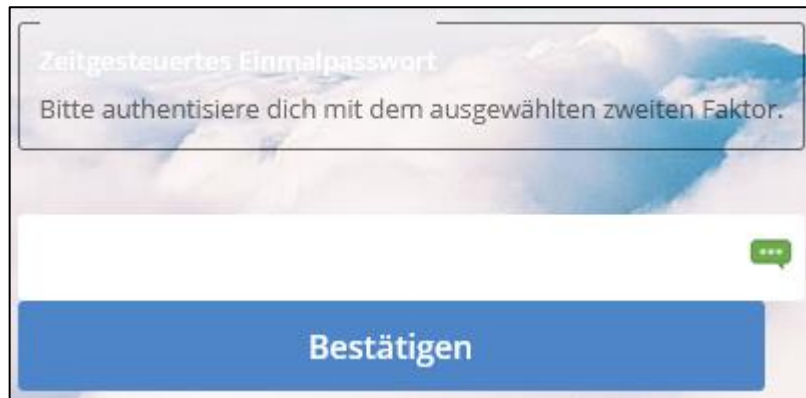 Zeitgesteuertes Einmalpasswort
Bitte authentisiere dich mit dem ausgewählten zweiten Faktor.
Bestätigen